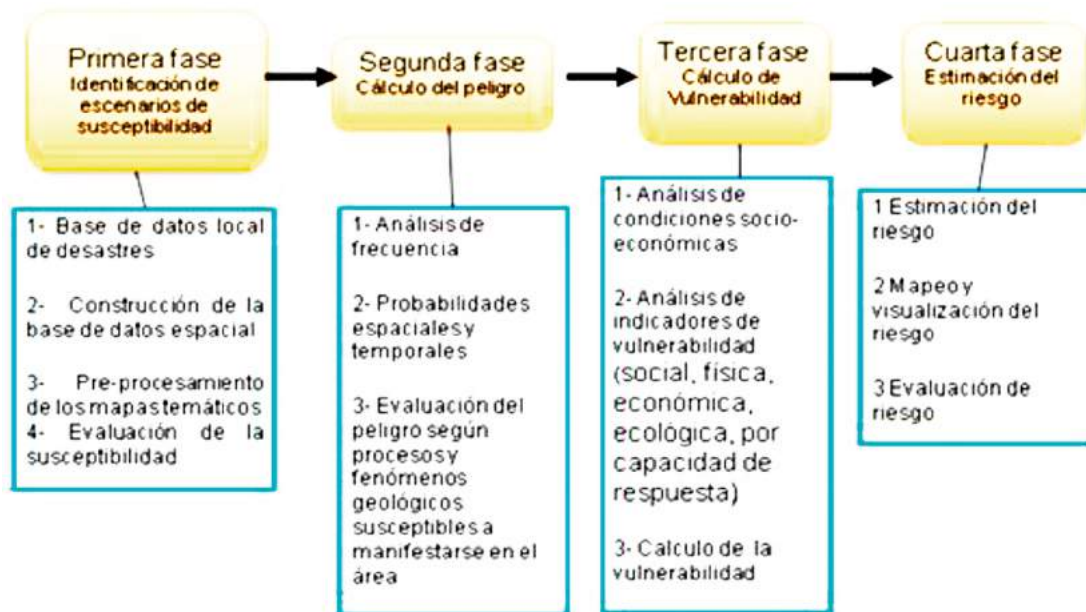 Primera fase
Identificación de
escenarios de
susceptibilidad
Segunda fase
Cálculo del peligro
Tercera fase
Cálculo de
Vulnerabilidad
Cuarta fase
Estimación del
riesgo
1- Base de datos local
de desastres
2- Construcción de la
base de datos espacial
3- Pre-procesamiento
de los mapas temáticos
4- Evaluación de la
susceptibilidad
1- Análisis de
frecuencia
2- Probabilidades
espaciales y
temporales
3- Evaluación del
peligro según
procesos y
fenómenos
geológicos
susceptibles a
manifestarse en el
área
1- Análisis de
condiciones socio-
económicas
2- Análisis de
indicadores de
vulnerabilidad
(social, física,
económica,
ecológica, por
capacidad de
respuesta)
3- Calculo de la
vulnerabilidad
1 Estimación del
riesgo
2 Mapeo y
visualización del
riesgo
3 Evaluación de
riesgo